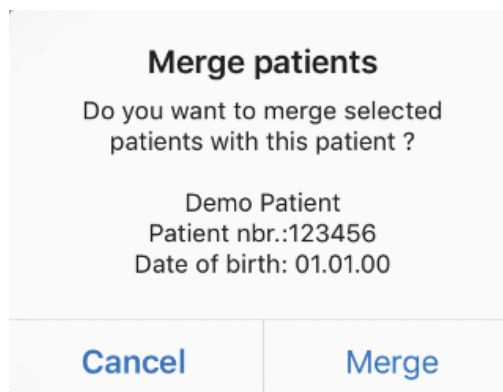 Merge patients
Do you want to merge selected
patients with this patient ?
Demo Patient
Patient nbr.:123456
Date of birth: 01.01.00
Cancel
Merge